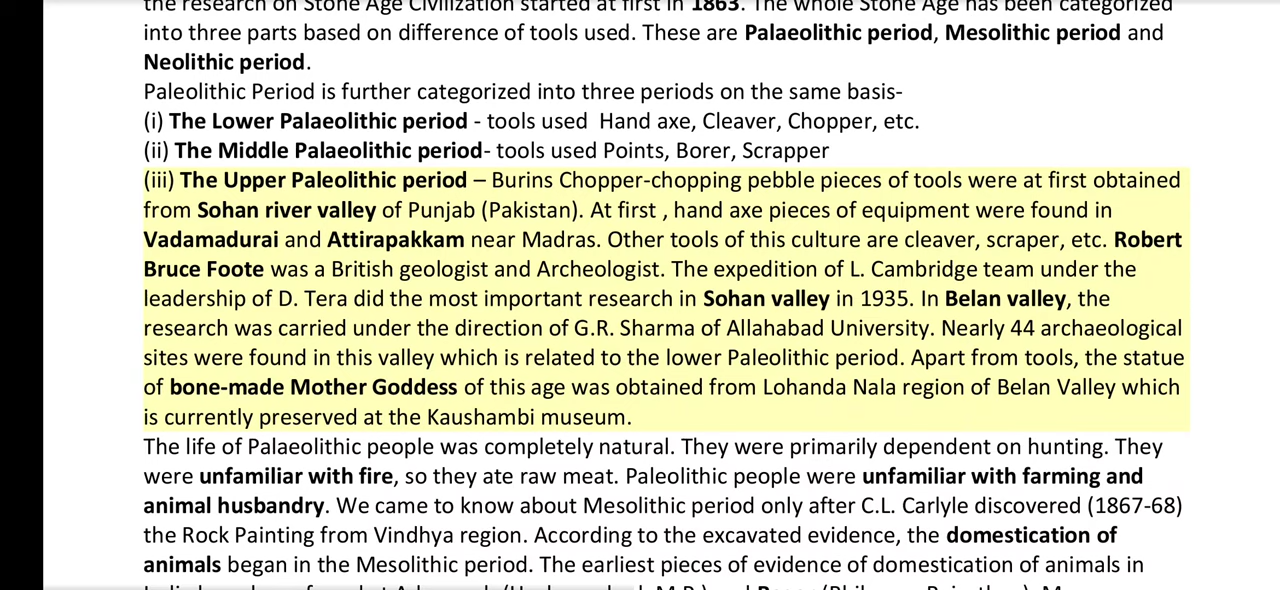 the research on Stone Age Civilization started at first in 1863. The whole Stone Age has been categorized
into three parts based on difference of tools used. These are Palaeolithic period, Mesolithic period and
Neolithic period.
Paleolithic Period is further categorized into three periods on the same basis-
(i) The Lower Palaeolithic period - tools used  Hand axe, Cleaver, Chopper, etc.
(ii) The Middle Palaeolithic period- tools used Points, Borer, Scrapper
(iii) The Upper Paleolithic period – Burins Chopper-chopping pebble pieces of tools were at first obtained
from Sohan river valley of Punjab (Pakistan). At first , hand axe pieces of equipment were found in
Vadamadurai and Attirapakkam near Madras. Other tools of this culture are cleaver, scraper, etc. Robert
Bruce Foote was a British geologist and Archeologist. The expedition of L. Cambridge team under the
leadership of D. Tera did the most important research in Sohan valley in 1935. In Belan valley, the
research was carried under the direction of G.R. Sharma of Allahabad University. Nearly 44 archaeological
sites were found in this valley which is related to the lower Paleolithic period. Apart from tools, the statue
of bone-made Mother Goddess of this age was obtained from Lohanda Nala region of Belan Valley which
is currently preserved at the Kaushambi museum.
The life of Palaeolithic people was completely natural. They were primarily dependent on hunting. They
were unfamiliar with fire, so they ate raw meat. Paleolithic people were unfamiliar with farming and
animal husbandry. We came to know about Mesolithic period only after C.L. Carlyle discovered (1867-68)
the Rock Painting from Vindhya region. According to the excavated evidence, the domestication of
animals began in the Mesolithic period. The earliest pieces of evidence of domestication of animals in